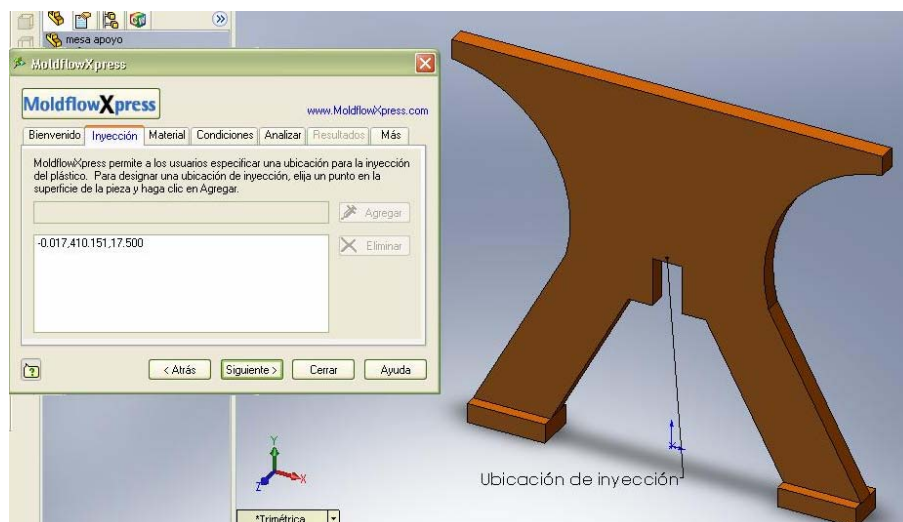 mesa apoyo
MoldflowXpress
MoldflowXpress
www.MoldflowXpress.com
Bienvenido Inyección Material Condiciones Analizar Resultados Más
MoldflowXpress permite a los usuarios especificar una ubicación para la inyección
del plástico. Para designar una ubicación de inyección, elija un punto en la
superficie de la pieza y haga clic en Agregar.
Agregar
-0.017,410.151,17.500
Eliminar
< Atrás Siguiente > Cerrar Ayuda
Y
X
Z
Ubicación de inyección
*Trimétrica